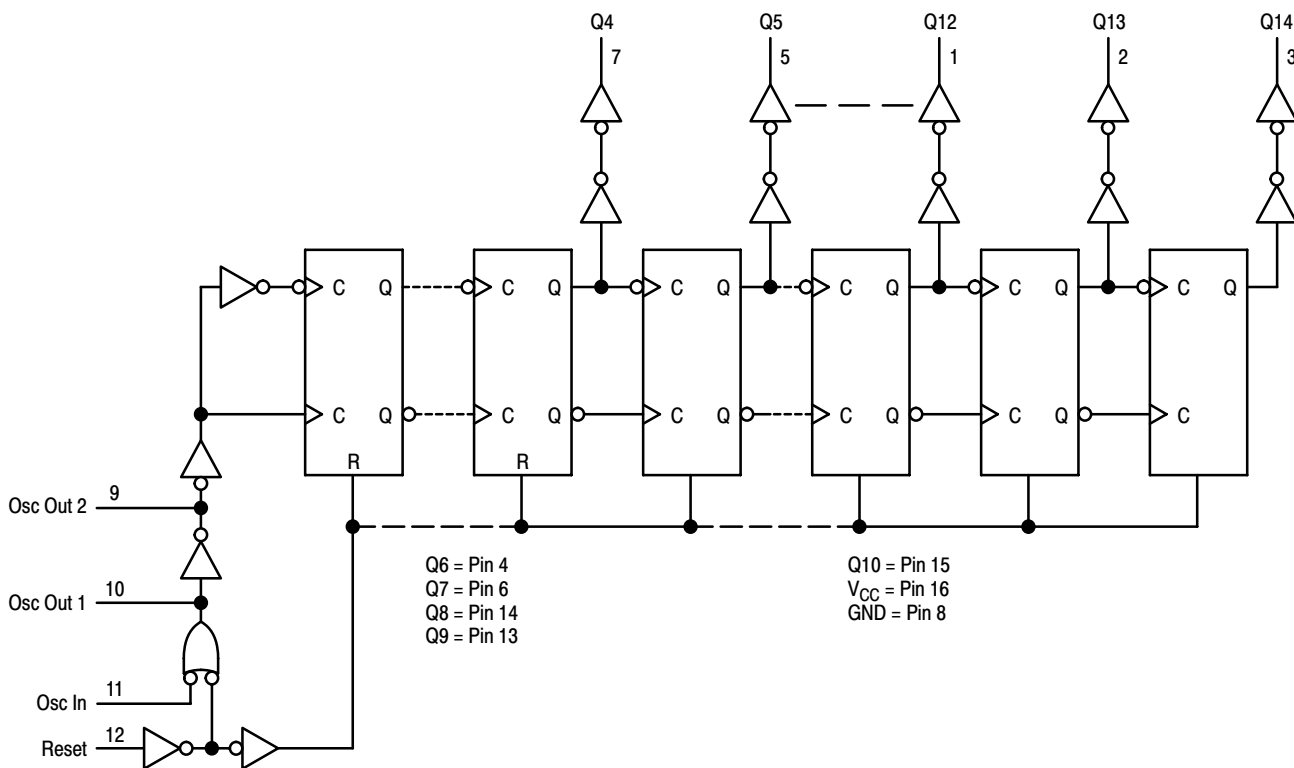 Q4 Q5 Q12 Q13 Q14
7 5 1 2 3
C Q C Q C Q C Q C Q C Q
C Q C Q C Q C Q C Q C
R R
Osc Out 2 9
Osc Out 1 10
Osc In 11
Reset 12
Q6 = Pin 4
Q7 = Pin 6
Q8 = Pin 14
Q9 = Pin 13
Q10 = Pin 15
VCC = Pin 16
GND = Pin 8